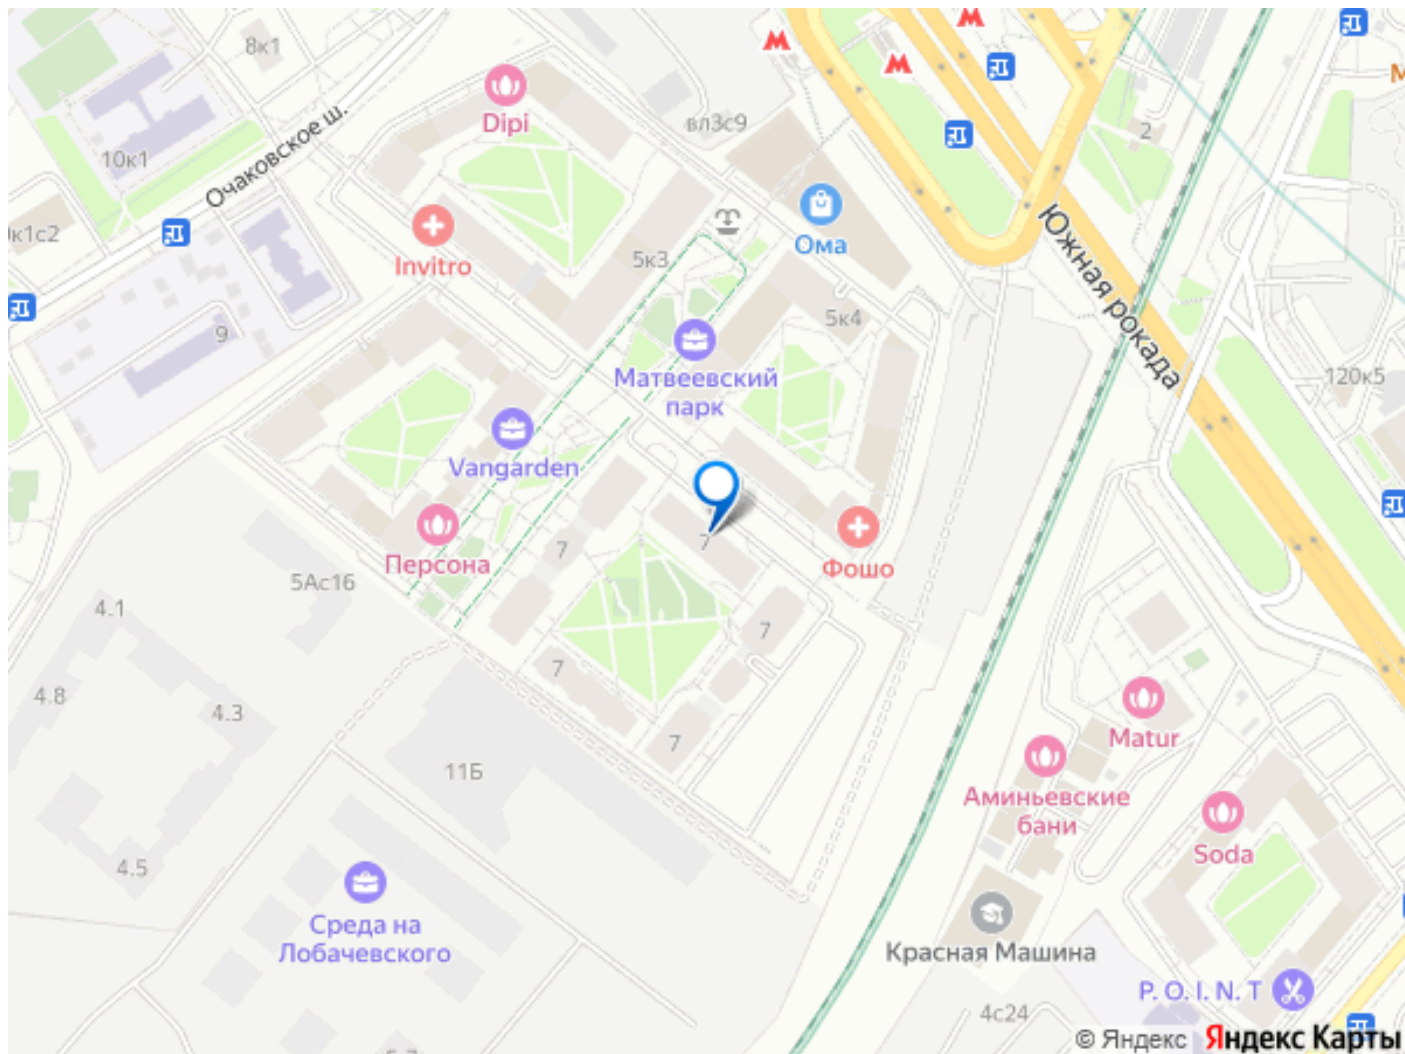 8к1
Dipi
10к1
Очаковское ш.
вл3с9
2
Ома
к1с2
Invitro
5к3
9
5к4
Южная рокада
120к5
Матвеевский
парк
Vangarden
Персона
7
7
Фошо
5Ас16
4.1
7
7
4.8
4.3
7
11Б
Matur
Аминьевские
бани
Soda
4.5
Среда на
Лобачевского
Красная Машина
P. O. I. N. T
4с24
© Яндекс Яндекс Карты